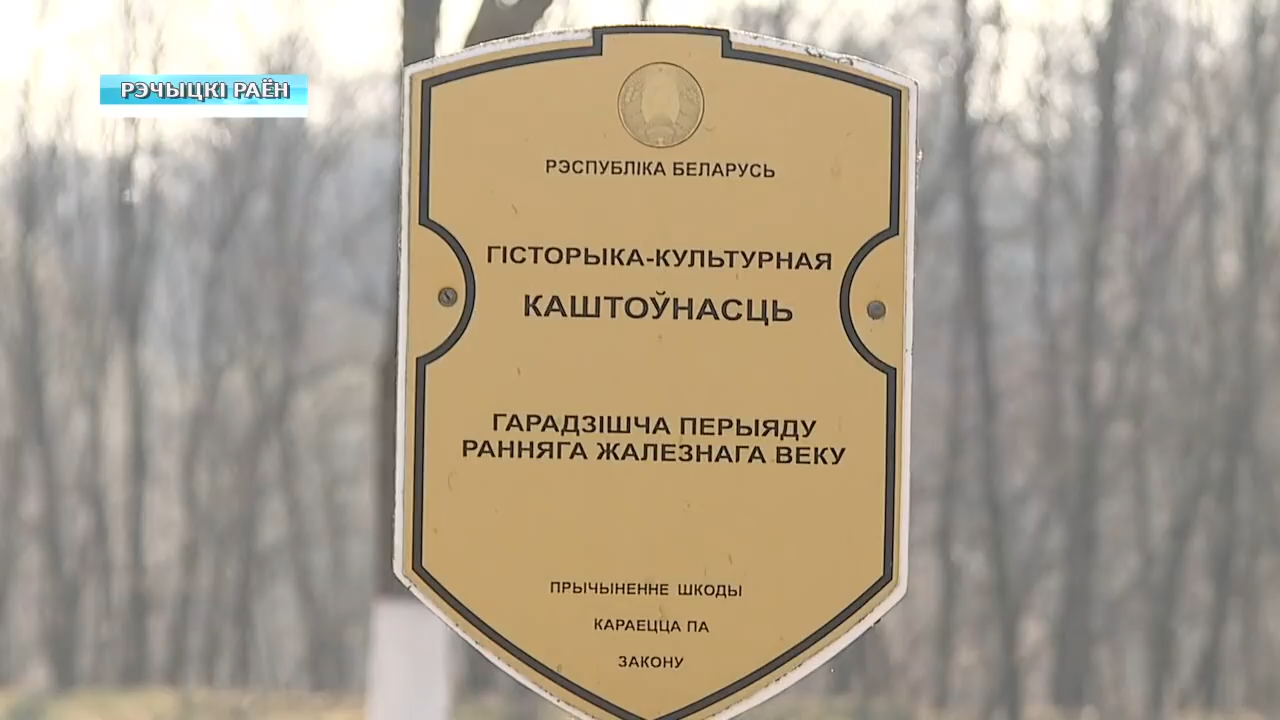 РЭЧЫЦКІ РАЁН
РЭСПУБЛІКА БЕЛАРУСЬ
ГІСТОРЫКА-КУЛЬТУРНАЯ
КАШТОЎНАСЦЬ
ГАРАДЗІШЧА ПЕРЫЯДУ
РАННЯГА ЖАЛЕЗНАГА ВЕКУ
ПРЫЧЫНЕННЕ ШКОДЫ
КАРАЕЦЦА ПА
ЗАКОНУ